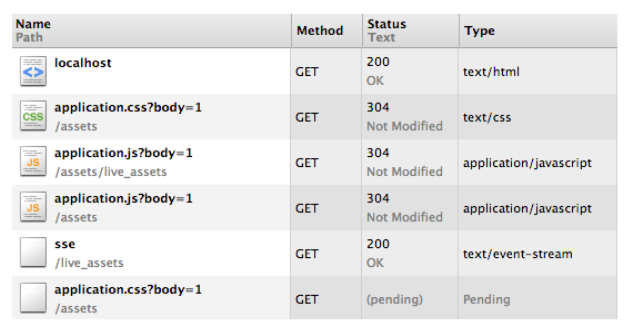 Name Method Status Type
Path Text
localhost GET 200 text/html
OK
application.css?body=1 GET 304 text/css
/assets Not Modified
application.js?body=1 GET 304 application/javascript
/assets/live_assets Not Modified
application.js?body=1 GET 304 application/javascript
/assets Not Modified
sse GET 200 text/event-stream
/live_assets OK
application.css?body=1 GET (pending) Pending
/assets